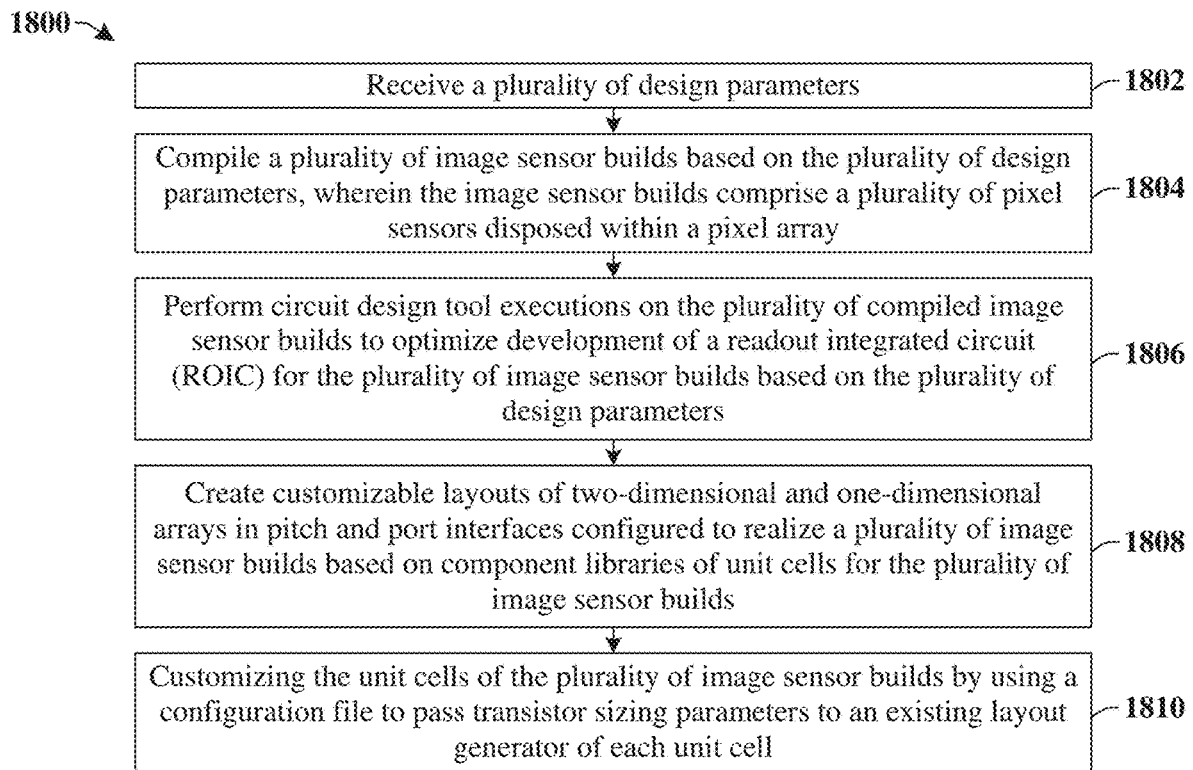 1800
Receive a plurality of design parameters
1802
Compile a plurality of image sensor builds based on the plurality of design
parameters, wherein the image sensor builds comprise a plurality of pixel
sensors disposed within a pixel array
1804
Perform circuit design tool executions on the plurality of compiled image
sensor builds to optimize development of a readout integrated circuit
(ROIC) for the plurality of image sensor builds based on the plurality of
design parameters
1806
Create customizable layouts of two-dimensional and one-dimensional
arrays in pitch and port interfaces configured to realize a plurality of image
sensor builds based on component libraries of unit cells for the plurality of
image sensor builds
1808
Customizing the unit cells of the plurality of image sensor builds by using a
configuration file to pass transistor sizing parameters to an existing layout
generator of each unit cell
1810